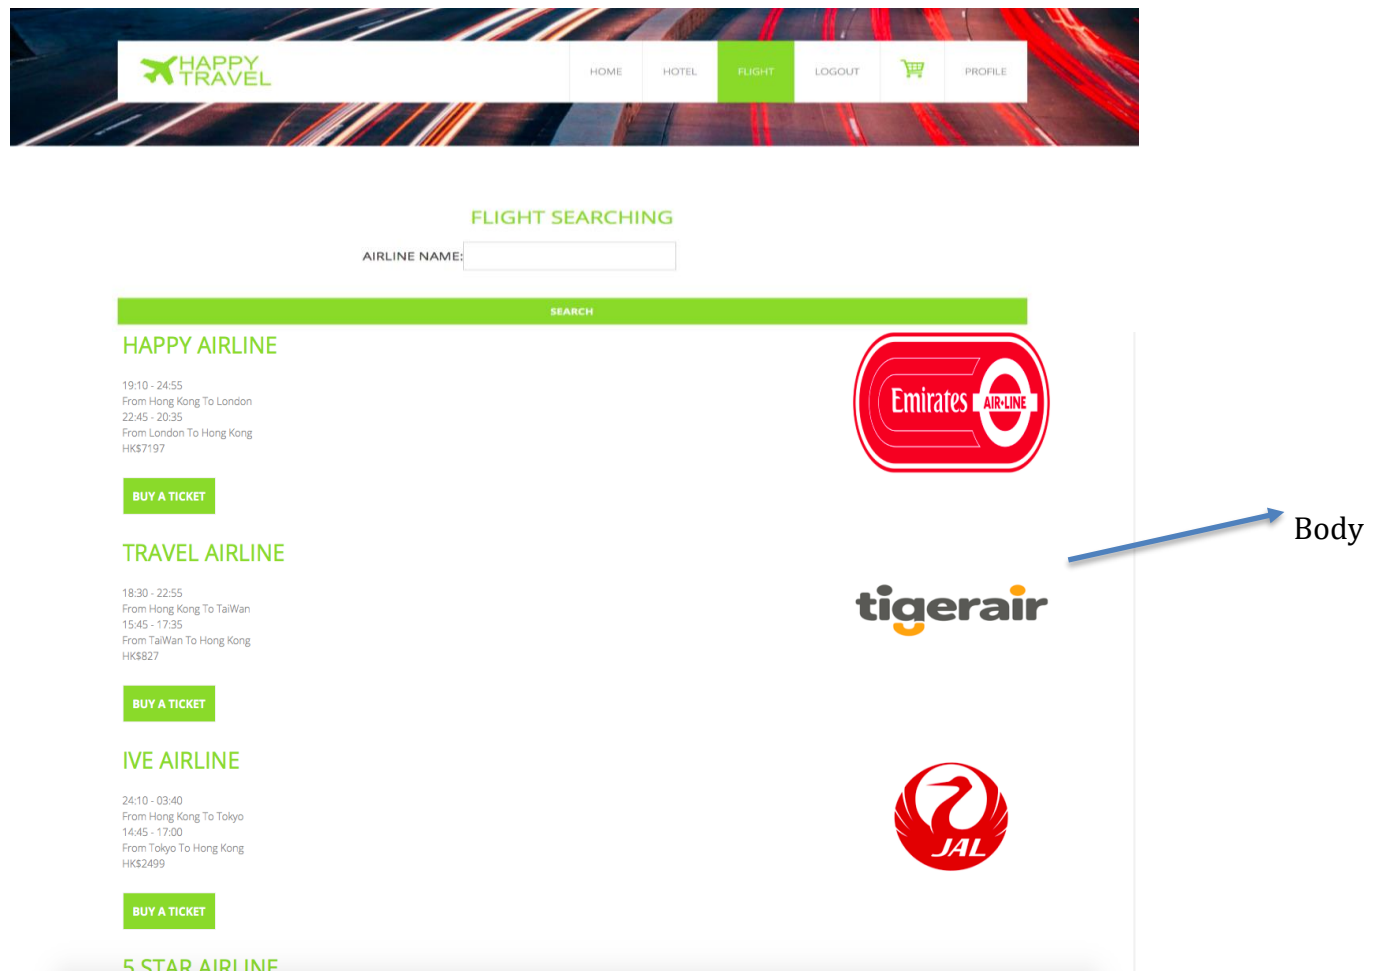 HAPPY
TRAVEL
HOME HOTEL FLIGHT LOGOUT PROFILE
FLIGHT SEARCHING
AIRLINE NAME:
SEARCH
HAPPY AIRLINE
19:10 - 24:55
From Hong Kong To London
22:45 - 20:35
From London To Hong Kong
HK$7197
BUY A TICKET
Emirates AIR•LINE
TRAVEL AIRLINE
18:30 - 22:55
From Hong Kong To TaiWan
15:45 - 17:35
From TaiWan To Hong Kong
HK$827
BUY A TICKET
tigerair
Body
IVE AIRLINE
24:10 - 03:40
From Hong Kong To Tokyo
14:45 - 17:00
From Tokyo To Hong Kong
HK$2499
BUY A TICKET
JAL
5 STAR AIRLINE